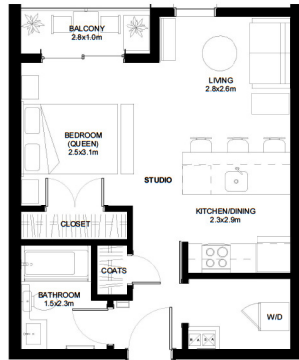 BALCONY
2.8x1.0m
LIVING
2.8x2.6m
BEDROOM
(QUEEN)
2.5x3.1m
STUDIO
KITCHEN/DINING
2.3x2.9m
CLOSET
COATS
BATHROOM
1.5x2.3m
W/D